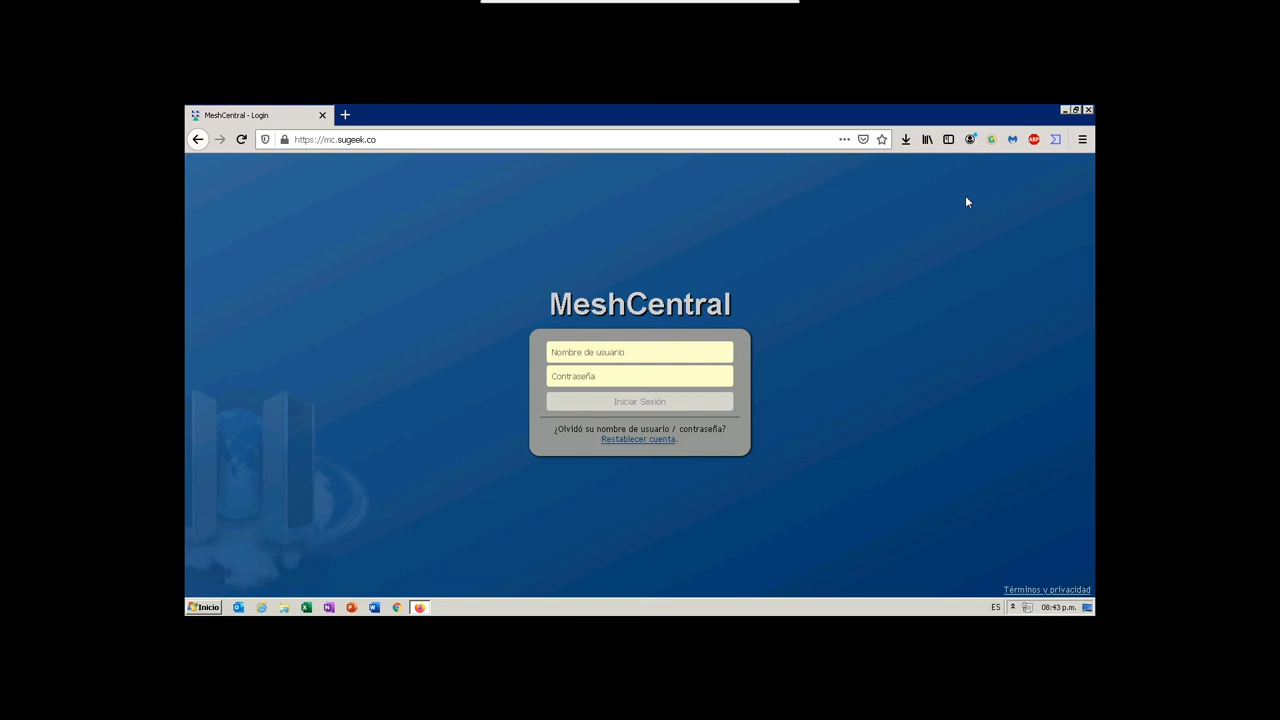 MeshCentral - Login
https://mc.sugeek.co
ABP
MeshCentral
Nombre de usuario
Contraseña
Iniciar Sesión
¿Olvidó su nombre de usuario / contraseña?
Restablecer cuenta.
Términos y privacidad
Inicio
ES
08:43 p.m.